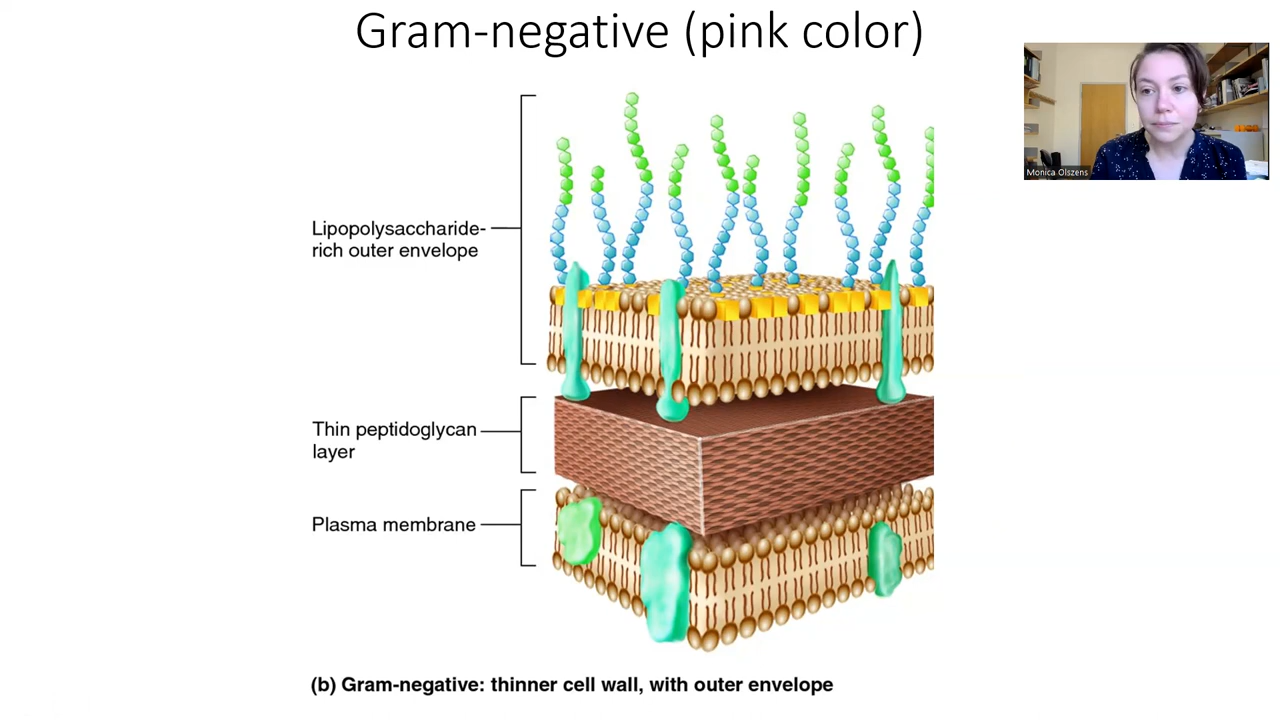 Gram-negative (pink color)
Monica Olszens
Lipopolysaccharide-
rich outer envelope
Thin peptidoglycan
layer
Plasma membrane
(b) Gram-negative: thinner cell wall, with outer envelope